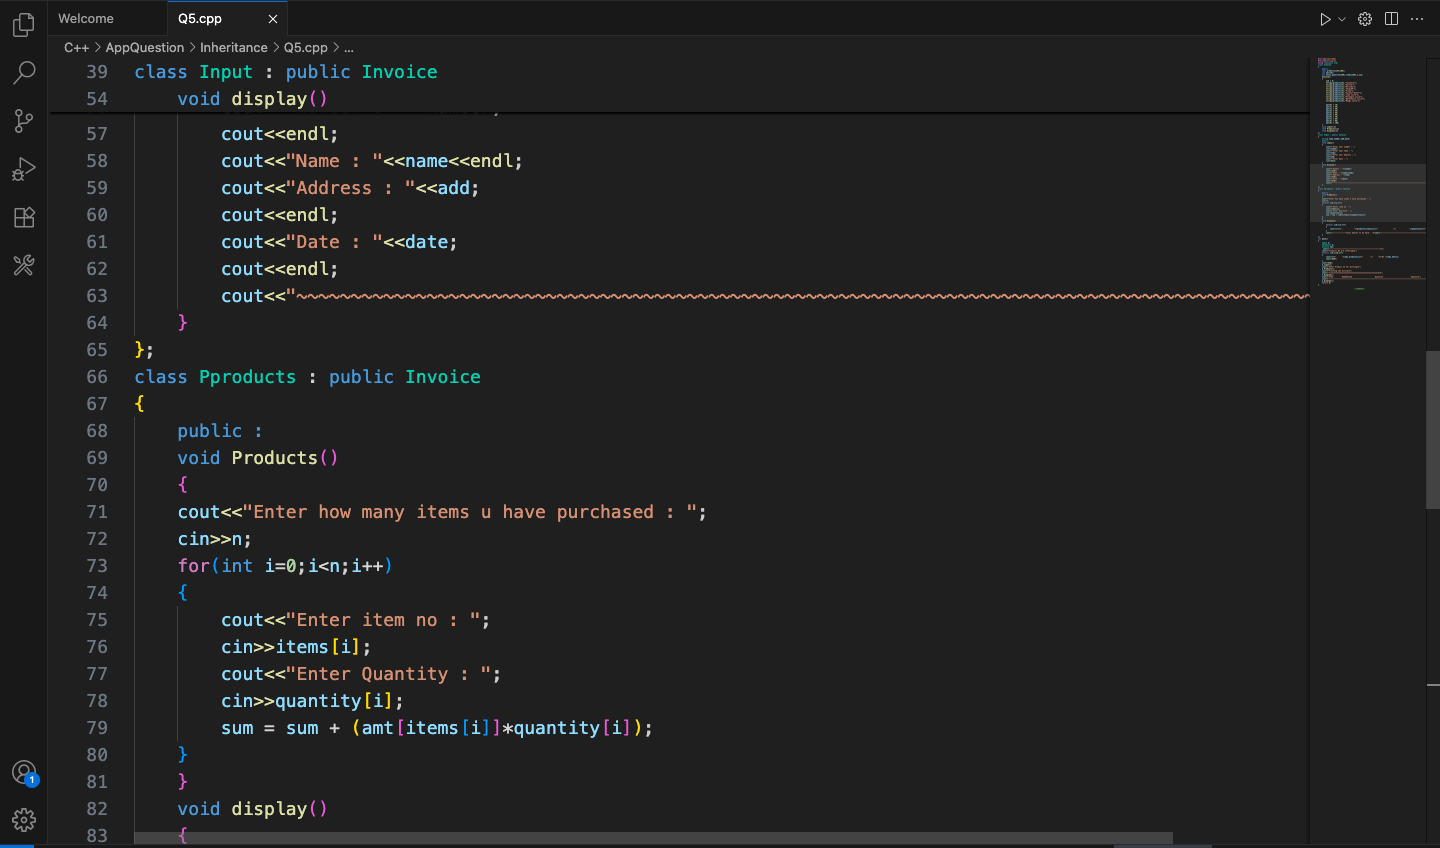 Welcome
Q5.cpp
C++ > AppQuestion > Inheritance > Q5.cpp > ...
39 class Input : public Invoice
54 void display()
57 cout<<endl;
58 cout<<"Name : "<<name<<endl;
59 cout<<"Address : "<<add;
60 cout<<endl;
61 cout<<"Date : "<<date;
62 cout<<endl;
63 cout<<"~~~~~~~~~~~~~~~~~~~~~~~~~~~~~~~~~~~~~~~~~~~~~~~~~~~~~~~~~~~~~~~~~~~~~~~~~~~~~~~~~~~~~~~~~~~~~
64 }
65 };
66 class Pproducts : public Invoice
67 {
68 public :
69 void Products()
70 {
71 cout<<"Enter how many items u have purchased : ";
72 cin>>n;
73 for(int i=0;i<n;i++)
74 {
75 cout<<"Enter item no : ";
76 cin>>items[i];
77 cout<<"Enter Quantity : ";
78 cin>>quantity[i];
79 sum = sum + (amt[items[i]]*quantity[i]);
80 }
81 }
82 void display()
83 {
1